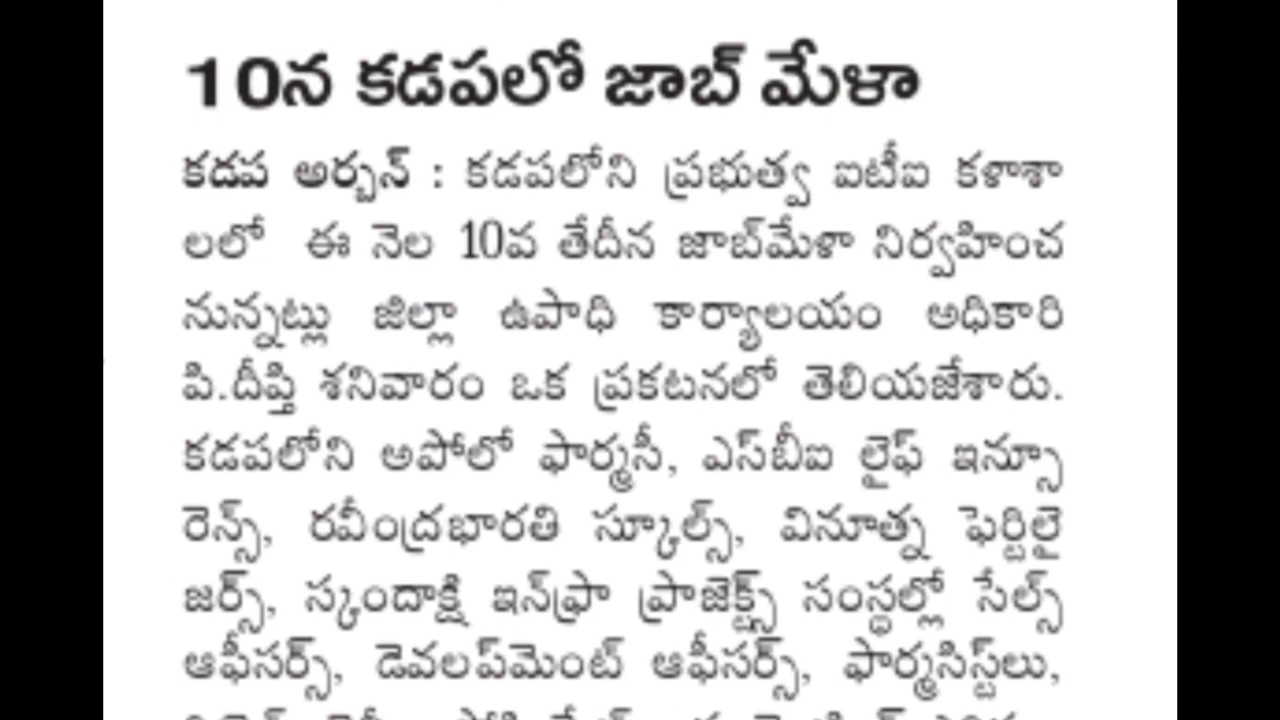 10న కడపలో జాబ్ మేళా
కడప అర్బన్ : కడపలోని ప్రభుత్వ ఐటీఐ కళాశా
లలో ఈ నెల 10వ తేదీన జాబ్‌మేళా నిర్వహించ
నున్నట్లు జిల్లా ఉపాధి కార్యాలయం అధికారి
పి.దీప్తి శనివారం ఒక ప్రకటనలో తెలియజేశారు.
కడపలోని అపోలో ఫార్మసీ, ఎస్‌బీఐ లైఫ్ ఇన్సూ
రెన్స్, రవీంద్రభారతి స్కూల్స్, వినూత్న ఫెర్టిలై
జర్స్, స్కందాక్షి ఇన్‌ఫ్రా ప్రాజెక్ట్స్ సంస్థల్లో సేల్స్
ఆఫీసర్స్, డెవలప్‌మెంట్ ఆఫీసర్స్, ఫార్మసిస్ట్‌లు,